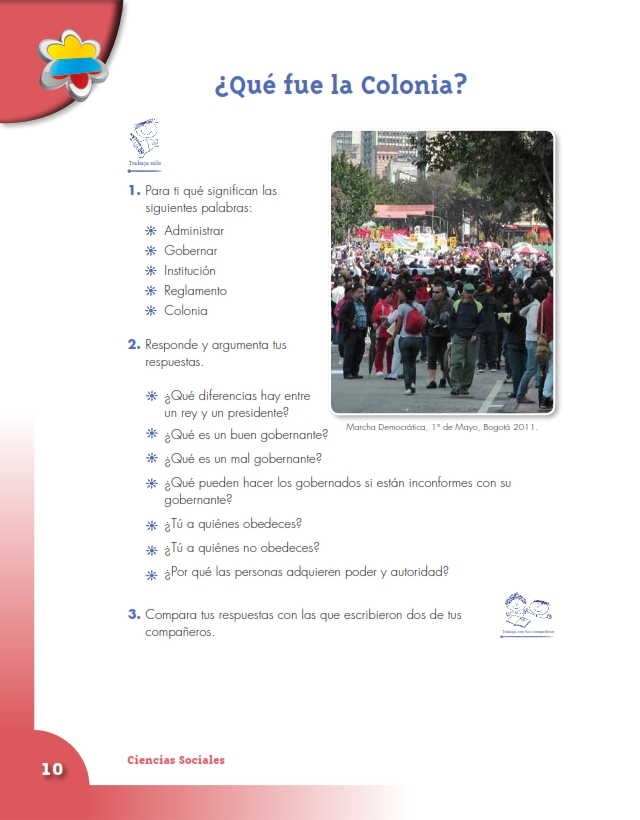 ¿Qué fue la Colonia?
Trabaja solo
1. Para ti qué significan las
siguientes palabras:
Administrar
Gobernar
Institución
Reglamento
Colonia
2. Responde y argumenta tus
respuestas.
¿Qué diferencias hay entre
un rey y un presidente?
¿Qué es un buen gobernante?
Marcha Democrática, 1° de Mayo, Bogotá 2011.
¿Qué es un mal gobernante?
¿Qué pueden hacer los gobernados si están inconformes con su
gobernante?
¿Tú a quiénes obedeces?
¿Tú a quiénes no obedeces?
¿Por qué las personas adquieren poder y autoridad?
3. Compara tus respuestas con las que escribieron dos de tus
compañeros.
Trabaja con tus compañeros
10
Ciencias Sociales